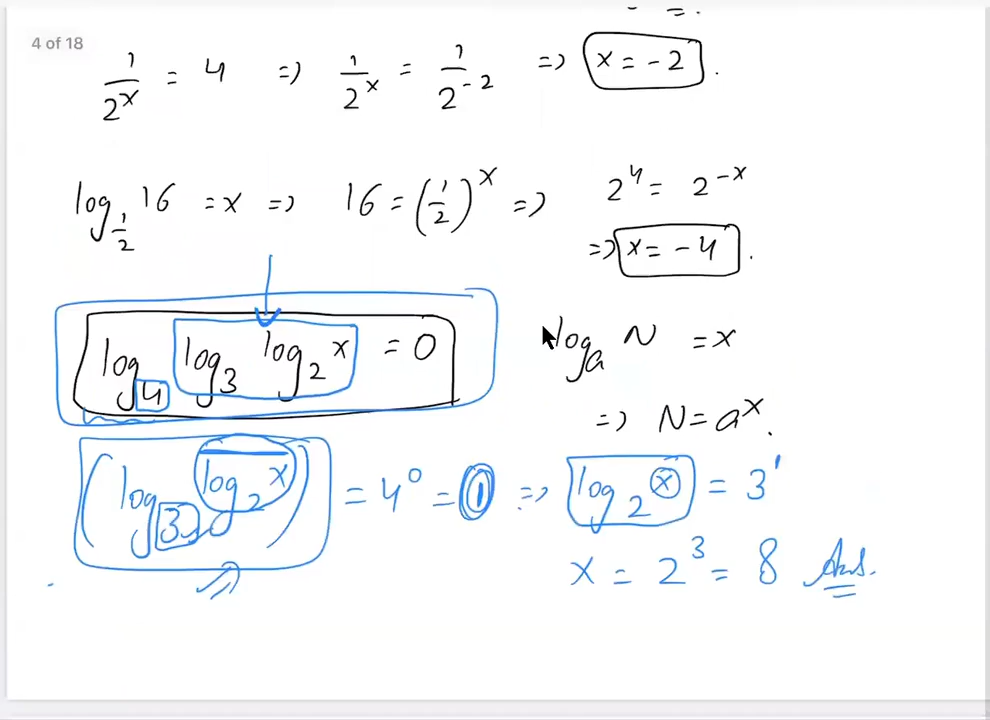 4 of 18
1/2^x = 4 => 1/2^x = 1/2^-2 => x = -2 .
log_1/2 16 = x => 16 = (1/2)^x => 2^4 = 2^-x
=> x = -4 .
log_4 log_3 log_2 x = 0
log_a N = x
=> N = a^x .
(log_3 log_2 x) = 4^0 = 1 => log_2 x = 3^1
x = 2^3 = 8 Ans.